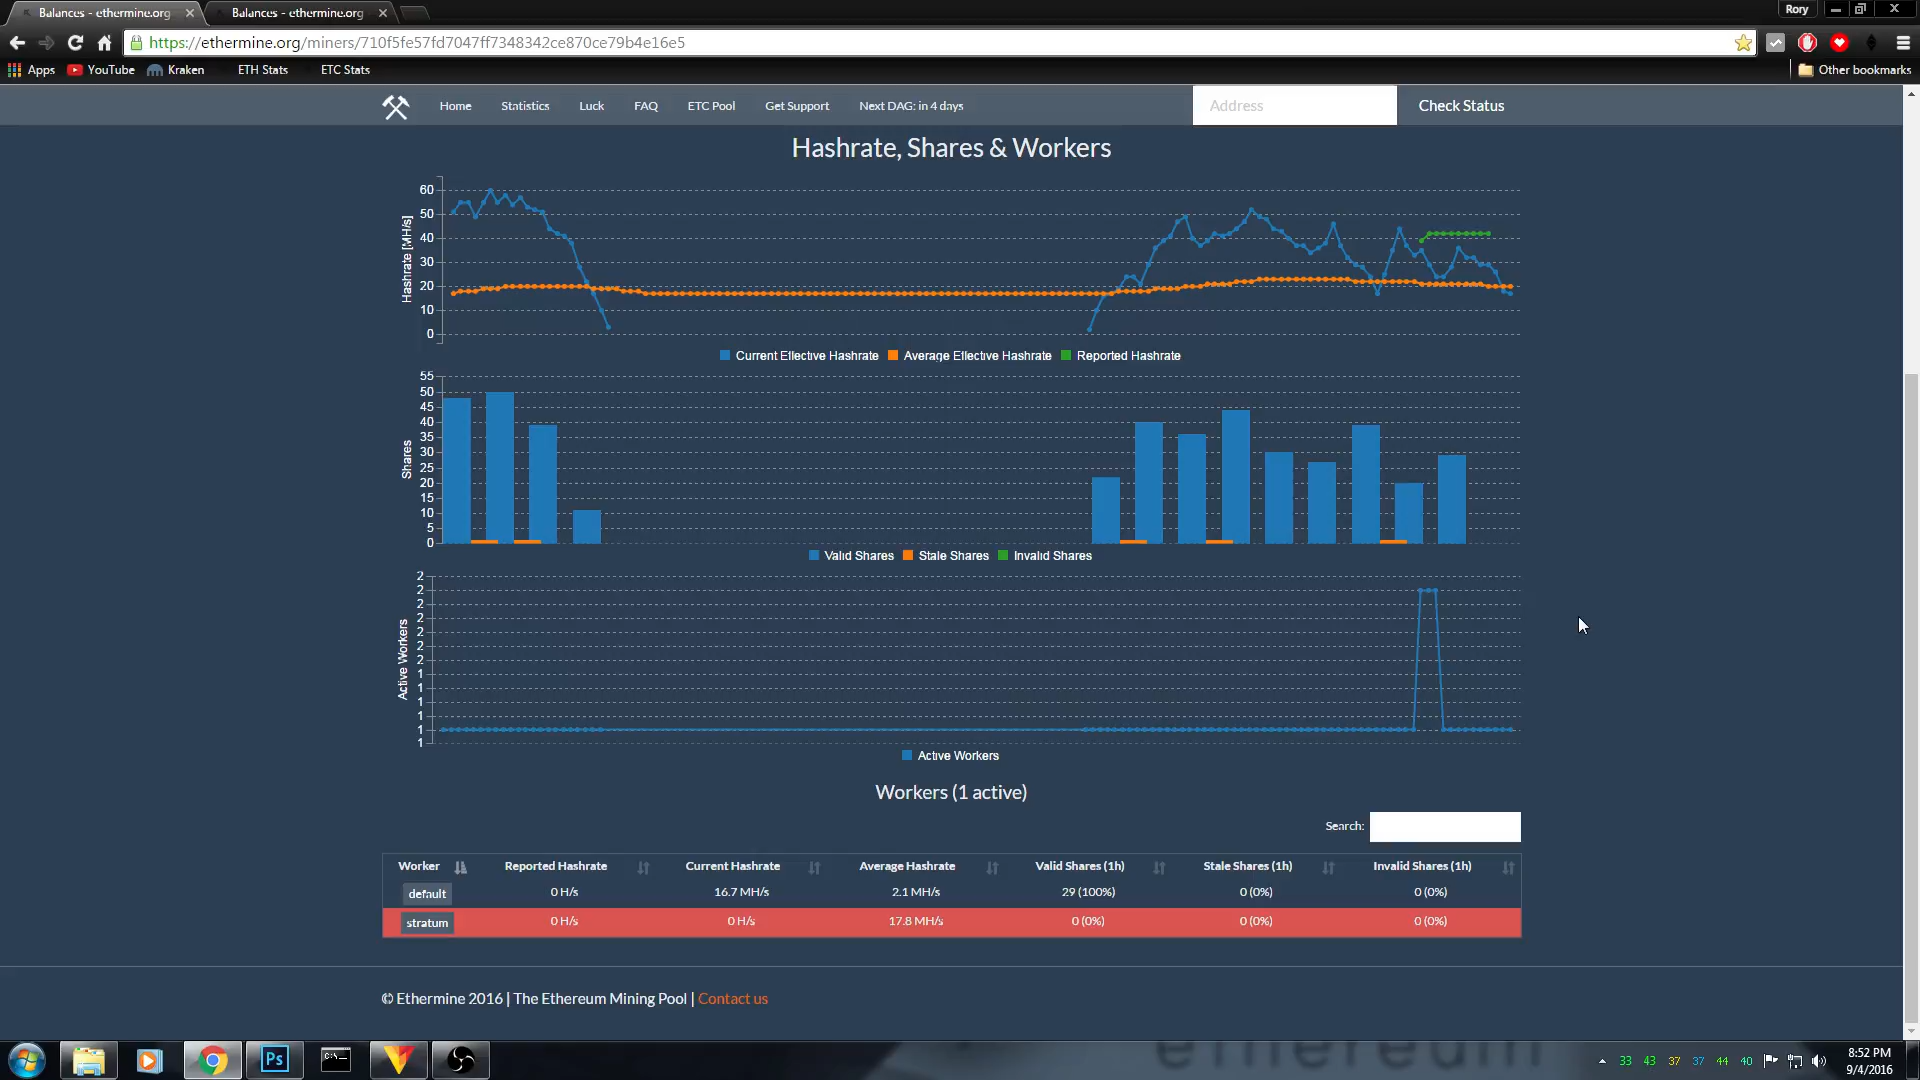 Balances - ethermine.org
Balances - ethermine.org
Rory
https://ethermine.org/miners/710f5fe57fd7047ff7348342ce870ce79b4e16e5
Apps YouTube Kraken ETH Stats ETC Stats Other bookmarks
Home Statistics Luck FAQ ETC Pool Get Support Next DAG: in 4 days Address Check Status
Hashrate, Shares & Workers
Hashrate [MH/s]
60
50
40
30
20
10
0
Current Effective Hashrate Average Effective Hashrate Reported Hashrate
Shares
55
50
45
40
35
30
25
20
15
10
5
0
Valid Shares Stale Shares Invalid Shares
Active Workers
2
2
2
2
2
2
2
1
1
1
1
1
1
Active Workers
Workers (1 active)
Search:
Worker Reported Hashrate Current Hashrate Average Hashrate Valid Shares (1h) Stale Shares (1h) Invalid Shares (1h)
default 0 H/s 16.7 MH/s 2.1 MH/s 29 (100%) 0 (0%) 0 (0%)
stratum 0 H/s 0 H/s 17.8 MH/s 0 (0%) 0 (0%) 0 (0%)
© Ethermine 2016 | The Ethereum Mining Pool | Contact us
Ps
C:\
ethereum
33 43 37 37 44 40
8:52 PM
9/4/2016